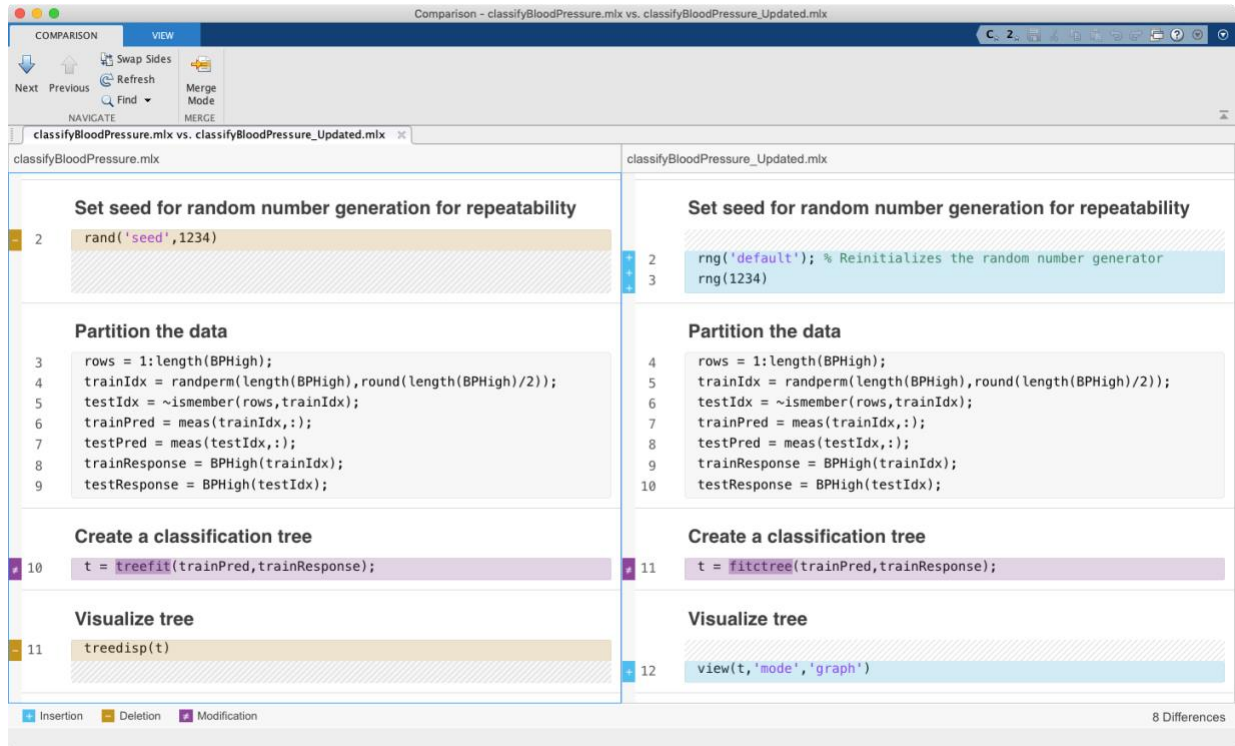 Comparison - classifyBloodPressure.mlx vs. classifyBloodPressure_Updated.mlx
COMPARISON VIEW
Swap Sides
Refresh
Next Previous Find Merge Mode
NAVIGATE MERGE
classifyBloodPressure.mlx vs. classifyBloodPressure_Updated.mlx
classifyBloodPressure.mlx
Set seed for random number generation for repeatability
2 rand('seed',1234)
Partition the data
3 rows = 1:length(BPHigh);
4 trainIdx = randperm(length(BPHigh),round(length(BPHigh)/2));
5 testIdx = ~ismember(rows,trainIdx);
6 trainPred = meas(trainIdx,:);
7 testPred = meas(testIdx,:);
8 trainResponse = BPHigh(trainIdx);
9 testResponse = BPHigh(testIdx);
Create a classification tree
10 t = treefit(trainPred,trainResponse);
Visualize tree
11 treedisp(t)
classifyBloodPressure_Updated.mlx
Set seed for random number generation for repeatability
2 rng('default'); % Reinitializes the random number generator
3 rng(1234)
Partition the data
4 rows = 1:length(BPHigh);
5 trainIdx = randperm(length(BPHigh),round(length(BPHigh)/2));
6 testIdx = ~ismember(rows,trainIdx);
7 trainPred = meas(trainIdx,:);
8 testPred = meas(testIdx,:);
9 trainResponse = BPHigh(trainIdx);
10 testResponse = BPHigh(testIdx);
Create a classification tree
11 t = fitctree(trainPred,trainResponse);
Visualize tree
12 view(t,'mode','graph')
Insertion Deletion Modification
8 Differences